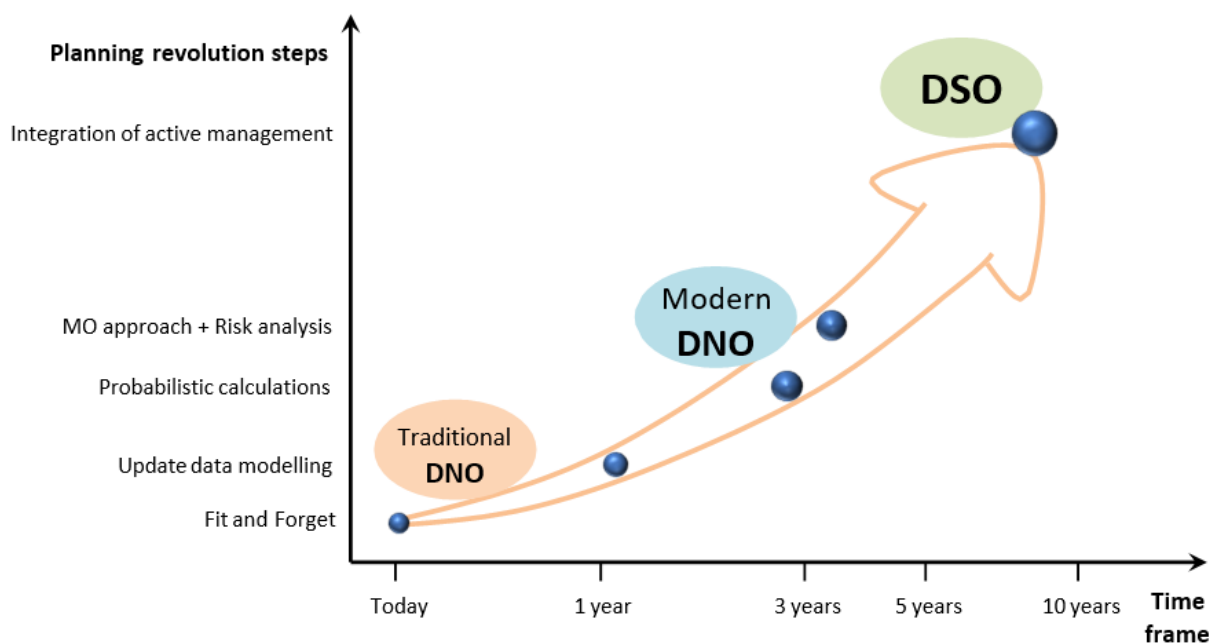 Planning revolution steps
DSO
Integration of active management
Modern
DNO
MO approach + Risk analysis
Probabilistic calculations
Traditional
DNO
Update data modelling
Fit and Forget
Today
1 year
3 years
5 years
10 years
Time
frame